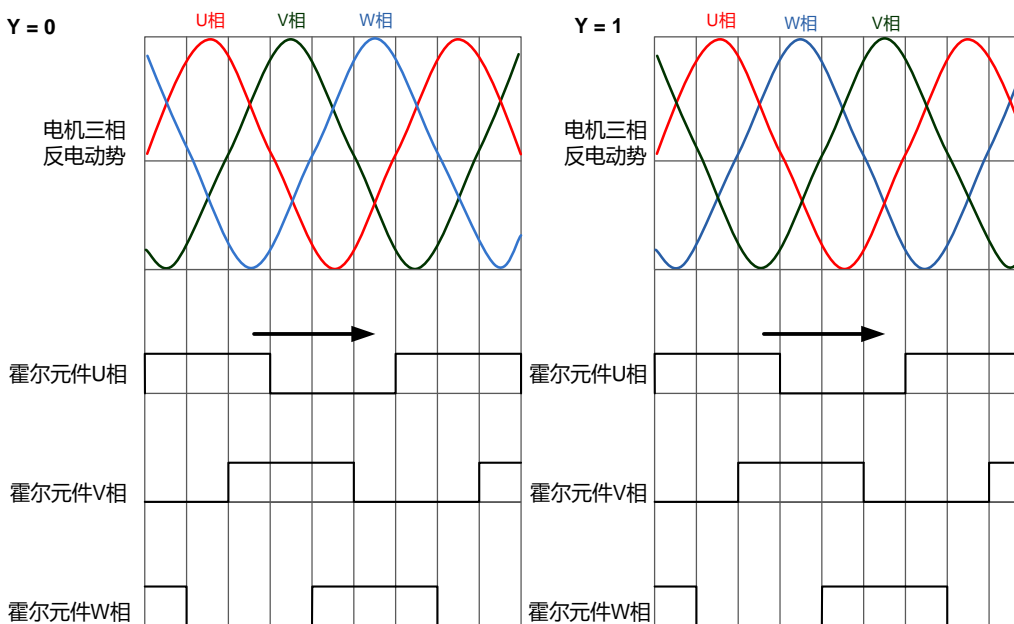 Y = 0
U相
V相
W相
电机三相
反电动势
霍尔元件U相
霍尔元件V相
霍尔元件W相
Y = 1
U相
W相
V相
电机三相
反电动势
霍尔元件U相
霍尔元件V相
霍尔元件W相